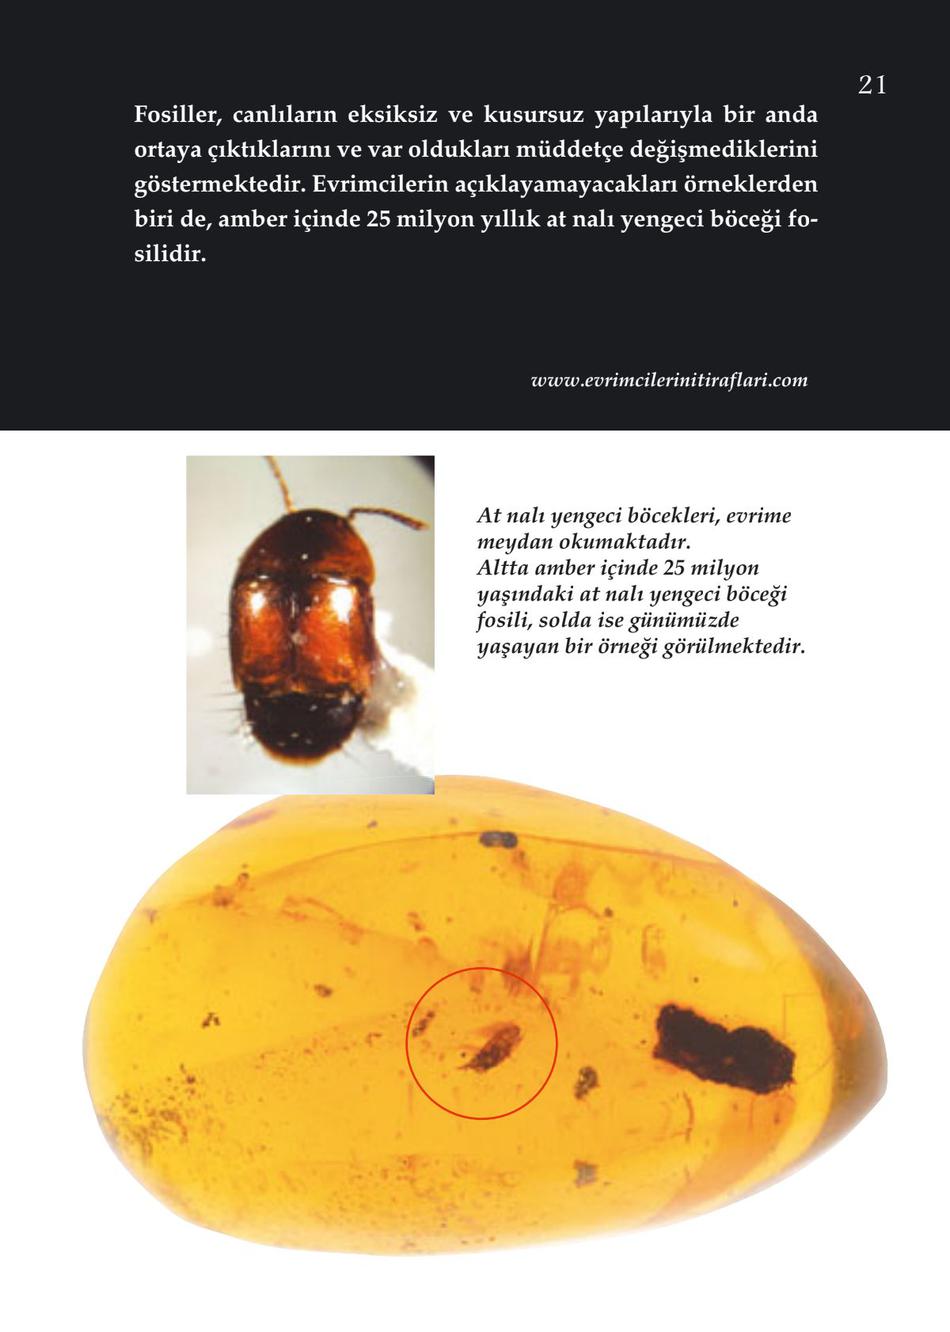 21
Fosiller, canlıların eksiksiz ve kusursuz yapılarıyla bir anda
ortaya çıktıklarını ve var oldukları müddetçe değişmediklerini
göstermektedir. Evrimcilerin açıklayamayacakları örneklerden
biri de, amber içinde 25 milyon yıllık at nalı yengeci böceği fo-
silidir.
www.evrimcilerinitiraflari.com
At nalı yengeci böcekleri, evrime
meydan okumaktadır.
Altta amber içinde 25 milyon
yaşındaki at nalı yengeci böceği
fosili, solda ise günümüzde
yaşayan bir örneği görülmektedir.